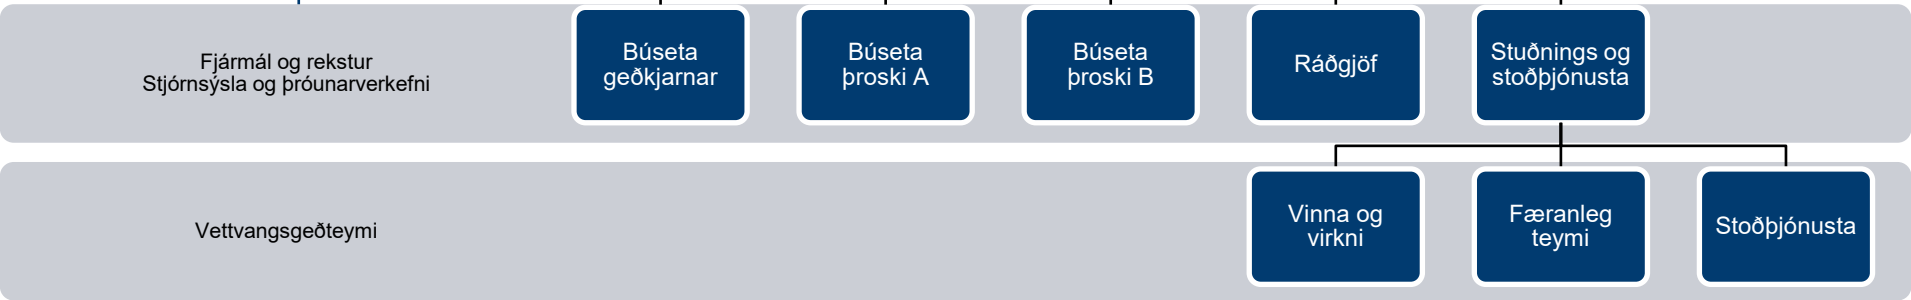 Fjármál og rekstur
Stjórnsýsla og þróunarverkefni
Búseta
geðkjarnar
Búseta
þroski A
Búseta
þroski B
Ráðgjöf
Stuðnings og
stoðþjónusta
Vettvangsgeðteymi
Vinna og
virkni
Færanleg
teymi
Stoðþjónusta